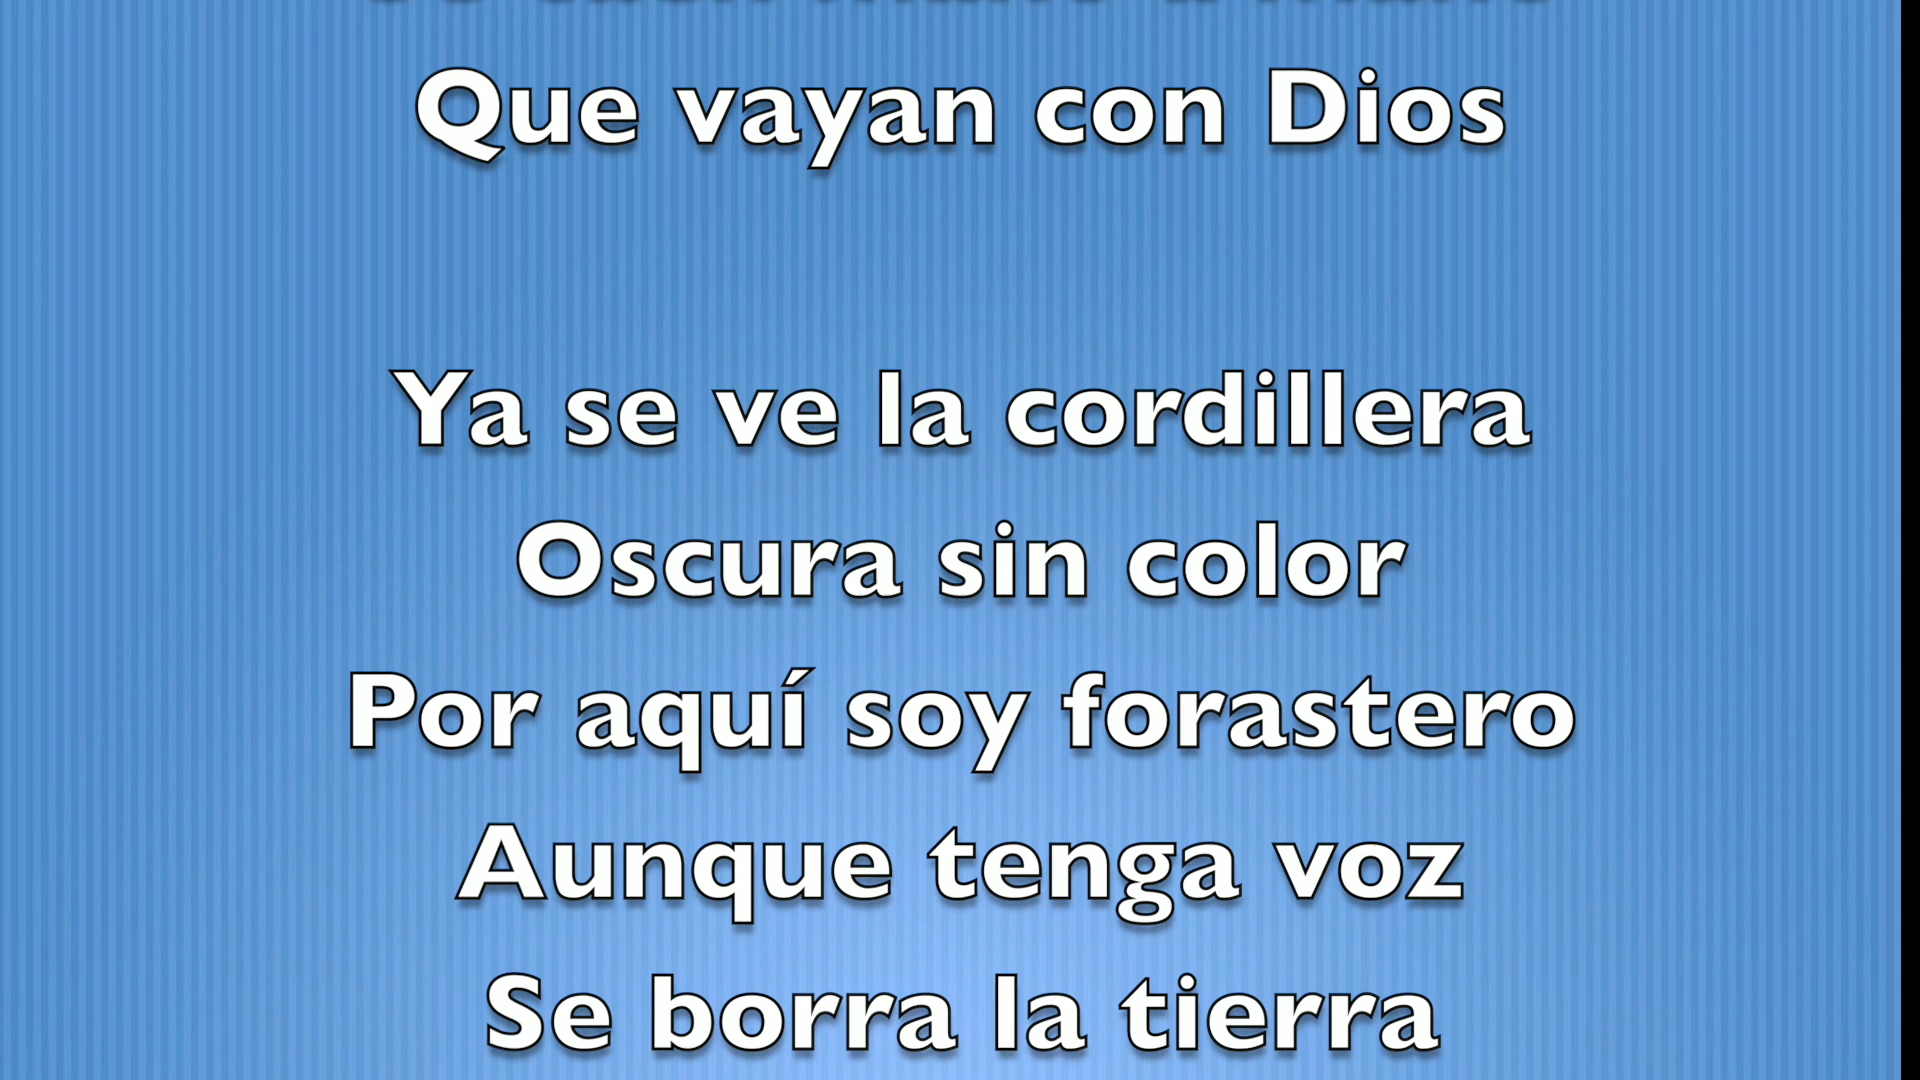 Que vayan con Dios
Ya se ve la cordillera
Oscura sin color
Por aquí soy forastero
Aunque tenga voz
Se borra la tierra